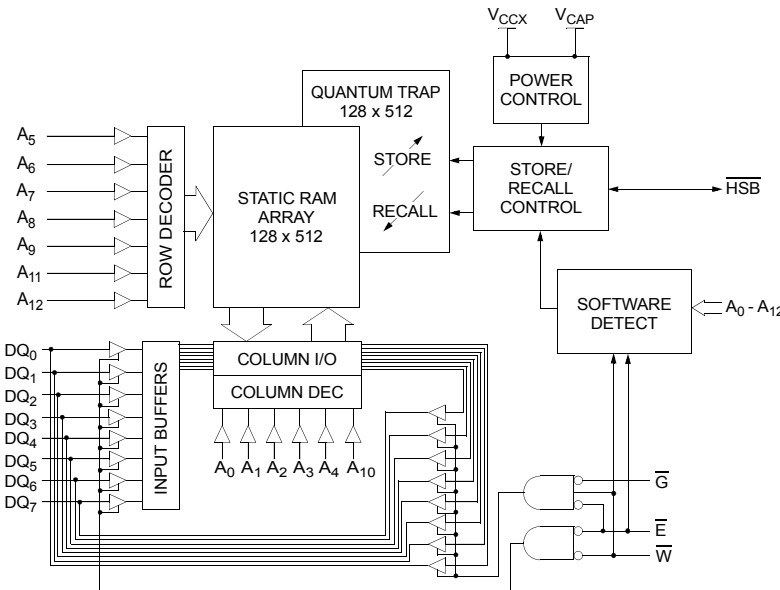 VCCX
VCAP
POWER
CONTROL
QUANTUM TRAP
128 x 512
STORE
RECALL
STORE/
RECALL
CONTROL
HSB
A5
A6
A7
A8
A9
A11
A12
ROW DECODER
STATIC RAM
ARRAY
128 x 512
SOFTWARE
DETECT
A0 - A12
DQ0
DQ1
DQ2
DQ3
DQ4
DQ5
DQ6
DQ7
INPUT BUFFERS
COLUMN I/O
COLUMN DEC
A0 A1 A2 A3 A4 A10
G
E
W